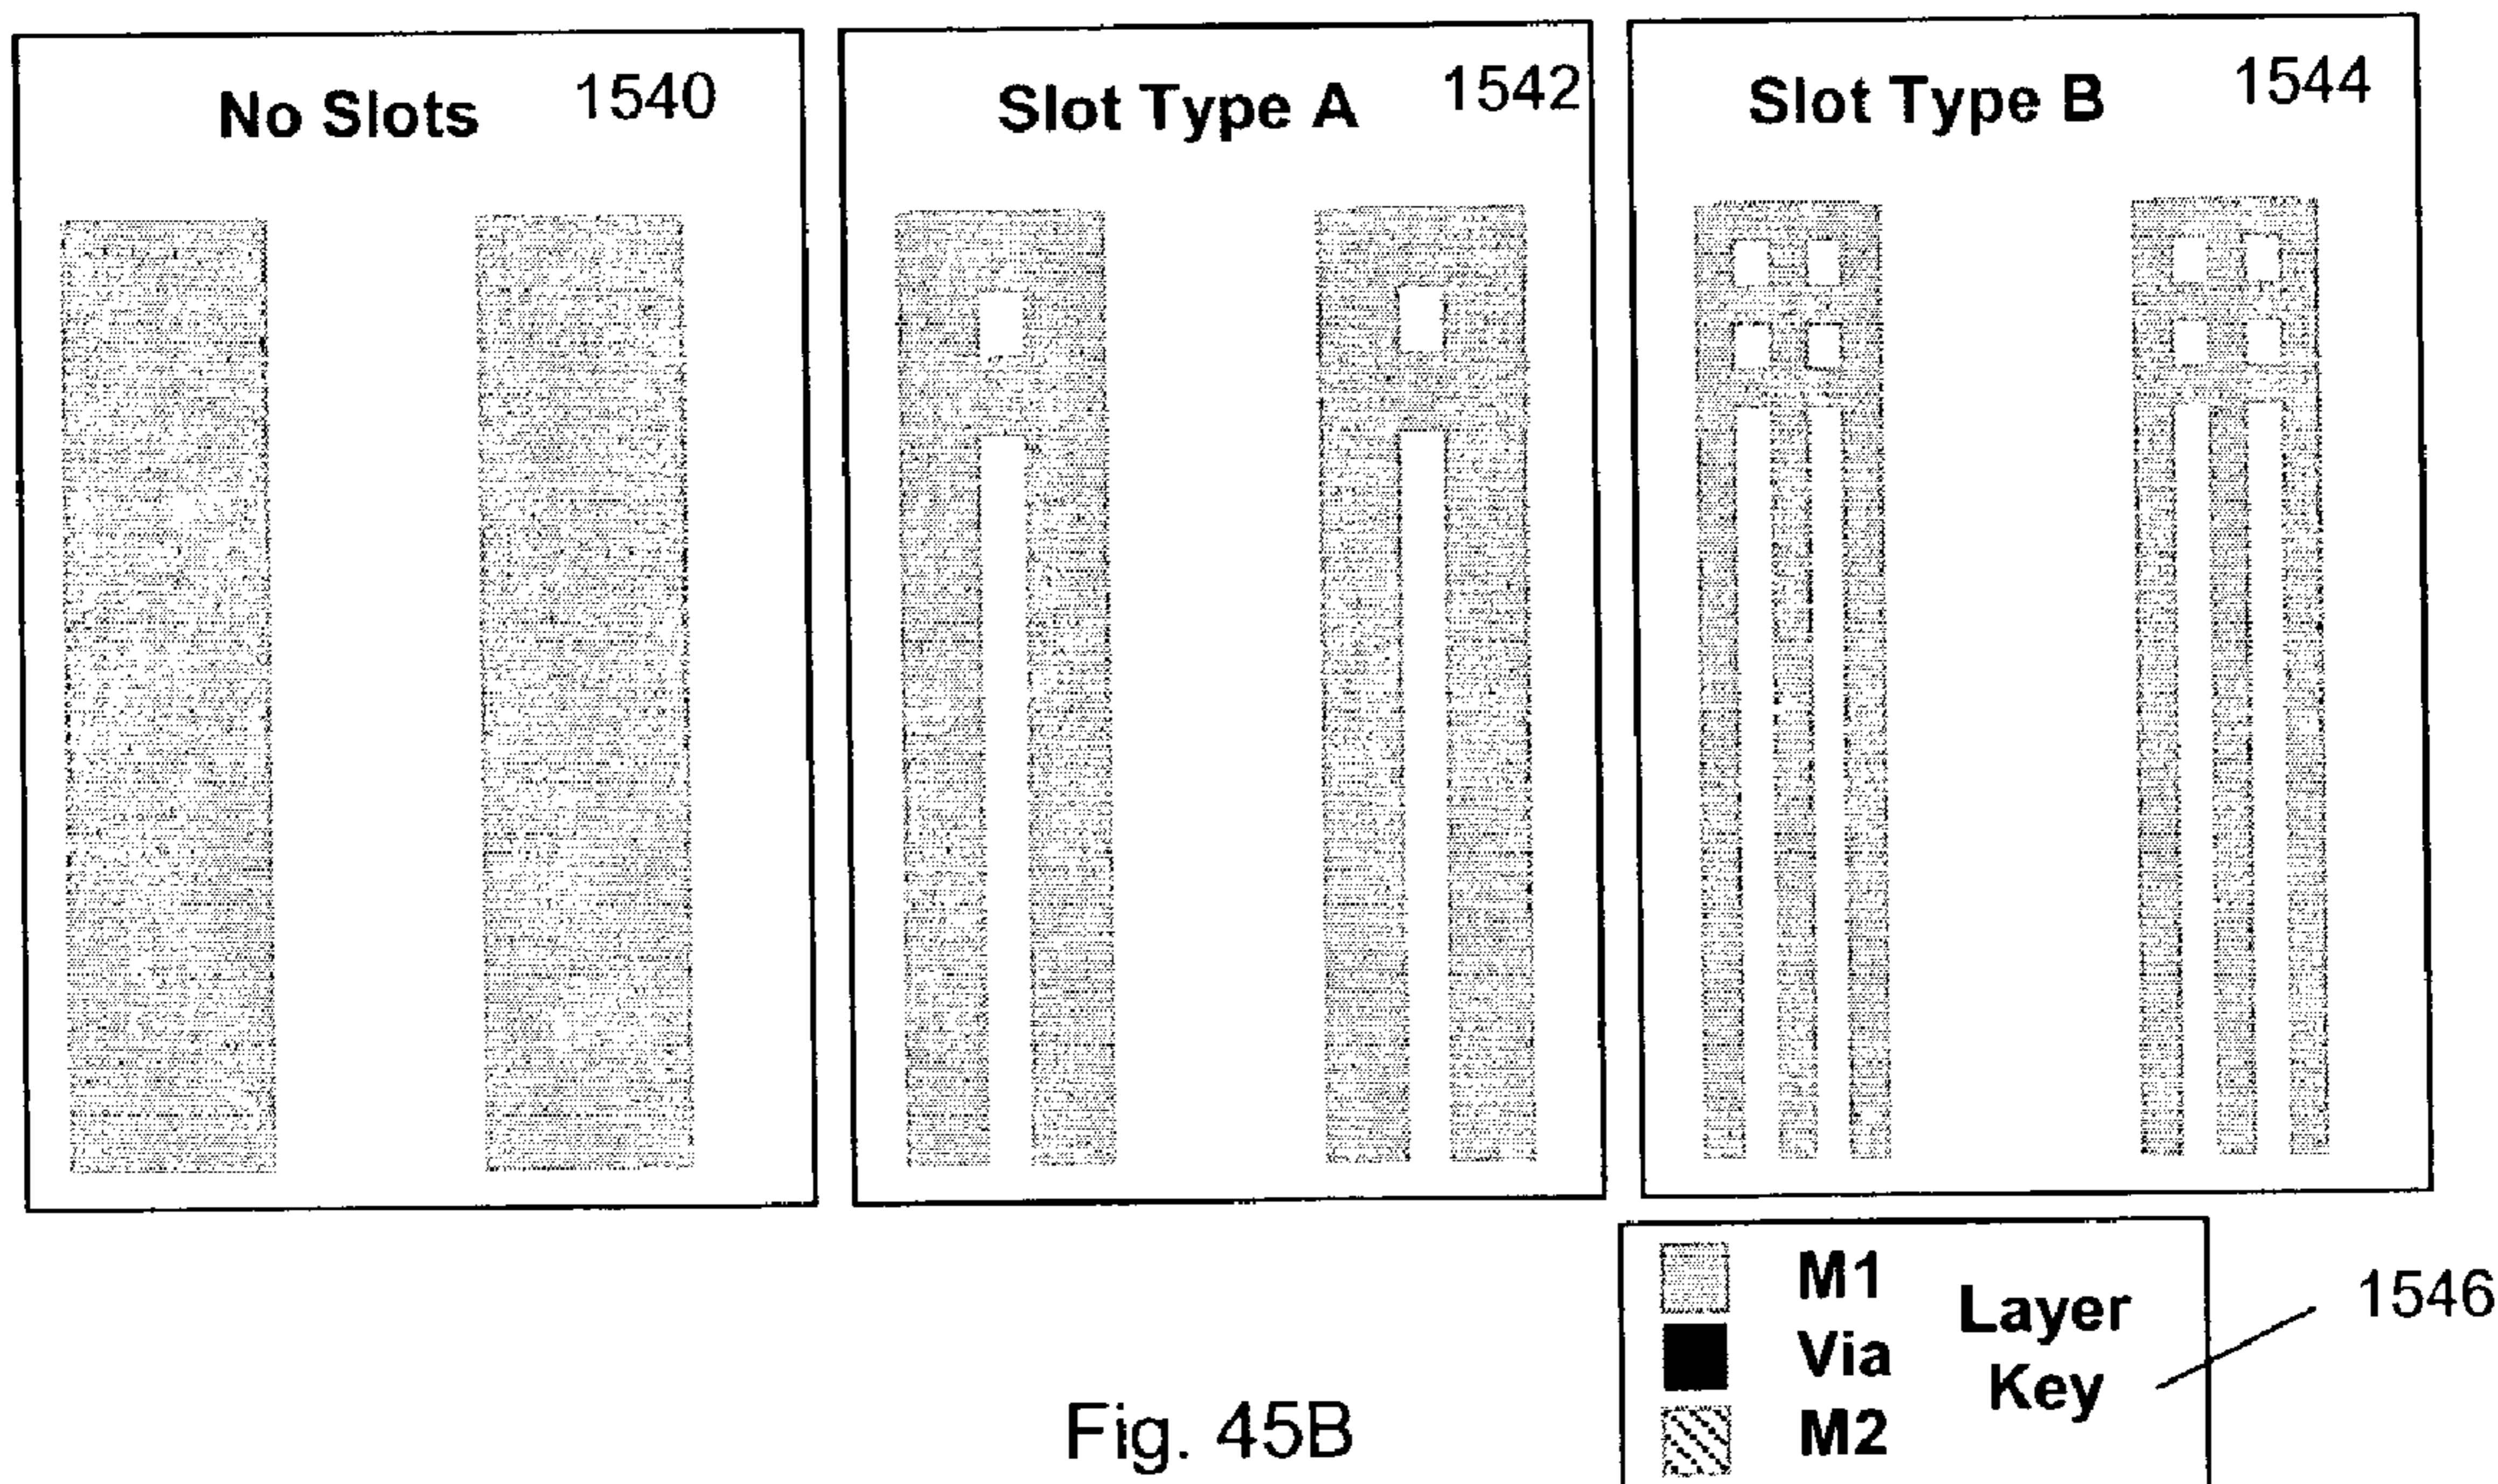 No Slots 1540
Slot Type A 1542
Slot Type B 1544
M1
Via
M2
Layer
Key
1546
Fig. 45B